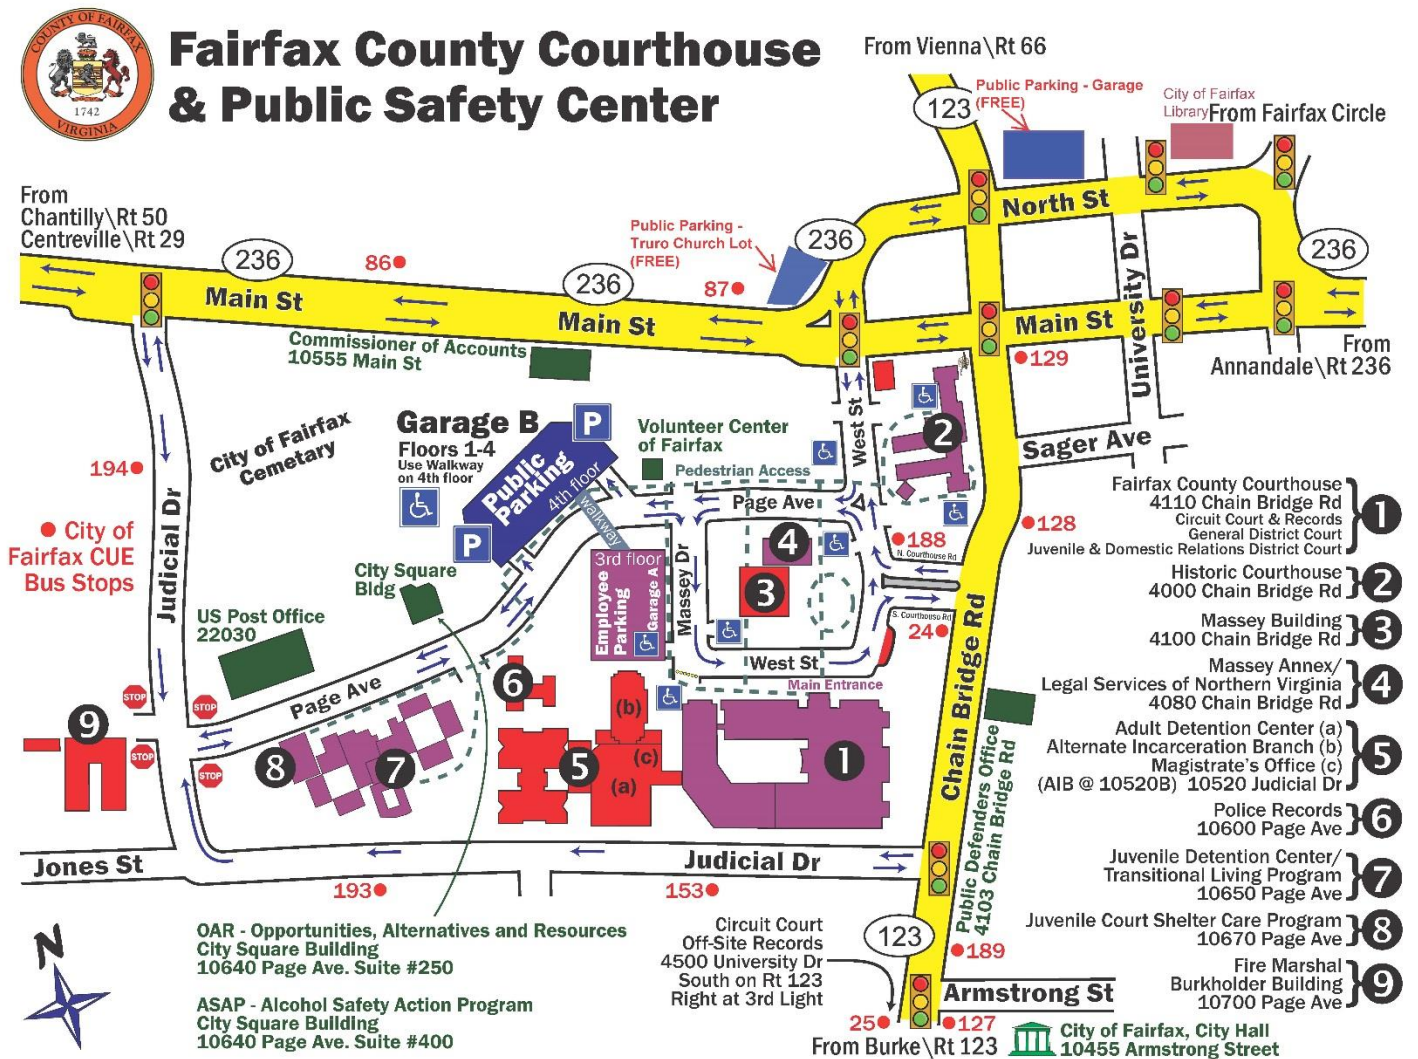 COUNTY OF FAIRFAX
1742
VIRGINIA
Fairfax County Courthouse
& Public Safety Center
From Vienna\Rt 66
123
Public Parking - Garage
(FREE)
City of Fairfax
Library
From Fairfax Circle
From
Chantilly\Rt 50
Centreville\Rt 29
236
Main St
86
236
Main St
Public Parking -
Truro Church Lot
(FREE)
87
236
North St
University Dr
236
Main St
From
Annandale\Rt 236
129
Commissioner of Accounts
10555 Main St
City of Fairfax
Cemetary
Garage B
Floors 1-4
Use Walkway
on 4th floor
P
P
Public
Parking
4th floor
walkway
Volunteer Center
of Fairfax
Pedestrian Access
West St
2
Sager Ave
194
Judicial Dr
City of
Fairfax CUE
Bus Stops
Page Ave
4
3
188
N. Courthouse Rd
128
3rd floor
Employee
Parking
Garage A
Massey Dr
S. Courthouse Rd
24
West St
Main Entrance
City Square
Bldg
US Post Office
22030
Page Ave
STOP
STOP
STOP
STOP
9
8
7
6
5
(b)
(c)
(a)
1
Chain Bridge Rd
Public Defenders Office
4103 Chain Bridge Rd
Jones St
Judicial Dr
193
153
123
189
Armstrong St
25
127
From Burke\Rt 123
City of Fairfax, City Hall
10455 Armstrong Street
Circuit Court
Off-Site Records
4500 University Dr
South on Rt 123
Right at 3rd Light
N
OAR - Opportunities, Alternatives and Resources
City Square Building
10640 Page Ave. Suite #250
ASAP - Alcohol Safety Action Program
City Square Building
10640 Page Ave. Suite #400
Fairfax County Courthouse
4110 Chain Bridge Rd
Circuit Court & Records
General District Court
Juvenile & Domestic Relations District Court
1
Historic Courthouse
4000 Chain Bridge Rd
2
Massey Building
4100 Chain Bridge Rd
3
Massey Annex/
Legal Services of Northern Virginia
4080 Chain Bridge Rd
4
Adult Detention Center (a)
Alternate Incarceration Branch (b)
Magistrate's Office (c)
(AIB @ 10520B) 10520 Judicial Dr
5
Police Records
10600 Page Ave
6
Juvenile Detention Center/
Transitional Living Program
10650 Page Ave
7
Juvenile Court Shelter Care Program
10670 Page Ave
8
Fire Marshal
Burkholder Building
10700 Page Ave
9